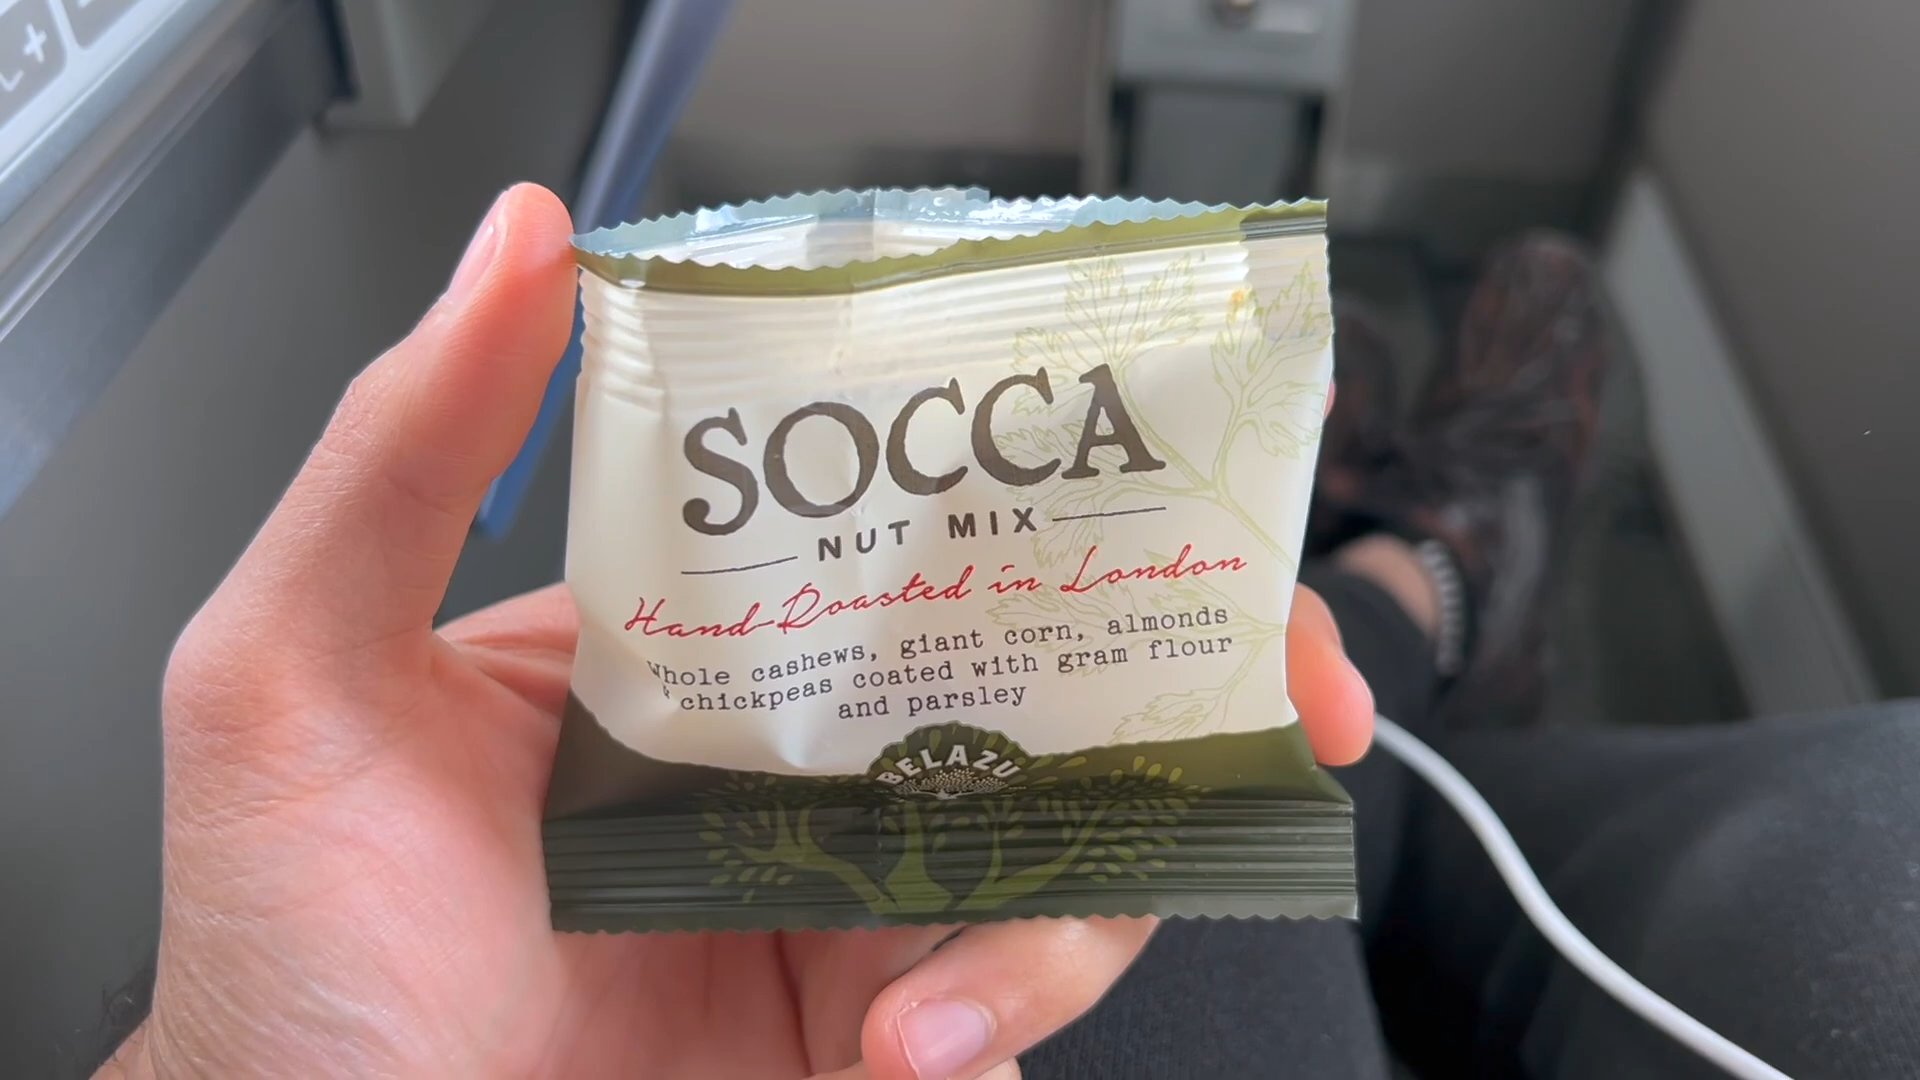 SOCCA
NUT MIX
Hand-Roasted in London
Whole cashews, giant corn, almonds
& chickpeas coated with gram flour
and parsley
BELAZU